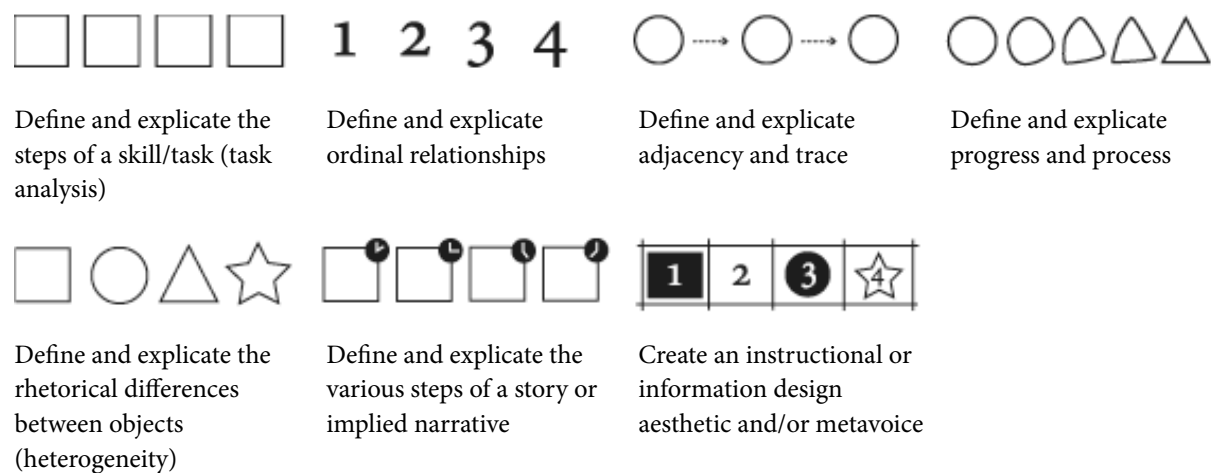 1 2 3 4
Define and explicate the
steps of a skill/task (task
analysis)
Define and explicate
ordinal relationships
Define and explicate
adjacency and trace
Define and explicate
progress and process
1 2 3 4
Define and explicate the
rhetorical differences
between objects
(heterogeneity)
Define and explicate the
various steps of a story or
implied narrative
Create an instructional or
information design
aesthetic and/or metavoice